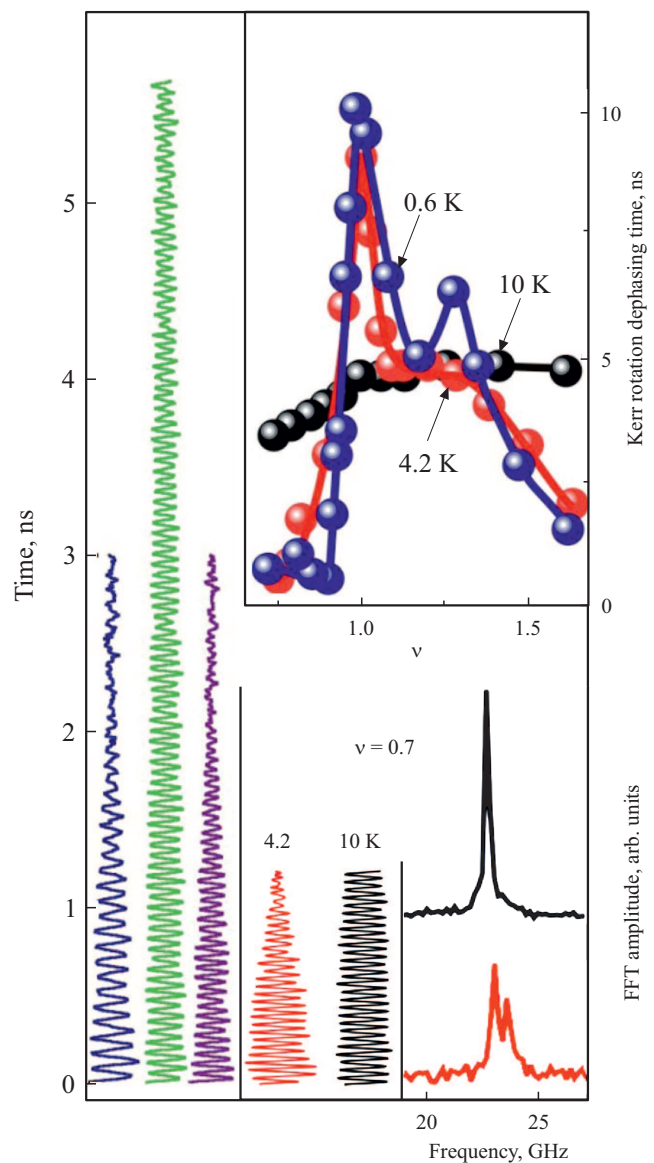 Time, ns
5
4
3
2
1
0
10
5
0
Kerr rotation dephasing time, ns
0.6 K
10 K
4.2 K
1.0
1.5
ν
ν = 0.7
4.2
10 K
FFT amplitude, arb. units
20
25
Frequency, GHz